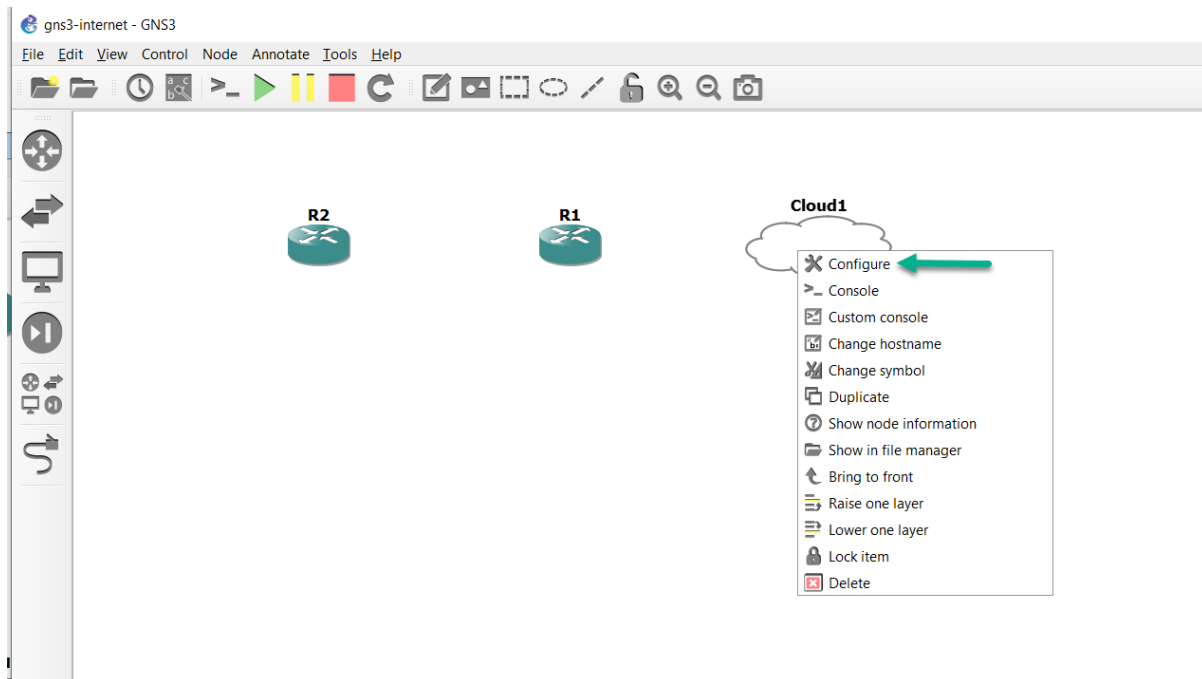 gns3-internet - GNS3
File Edit View Control Node Annotate Tools Help
R2
R1
Cloud1
Configure
Console
Custom console
Change hostname
Change symbol
Duplicate
Show node information
Show in file manager
Bring to front
Raise one layer
Lower one layer
Lock item
Delete